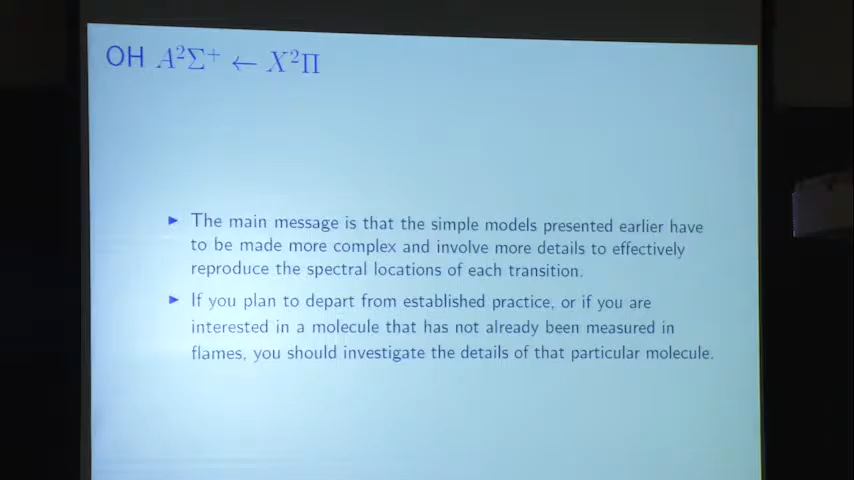 OH A²Σ⁺ ← X²Π
▶ The main message is that the simple models presented earlier have
to be made more complex and involve more details to effectively
reproduce the spectral locations of each transition.
▶ If you plan to depart from established practice, or if you are
interested in a molecule that has not already been measured in
flames, you should investigate the details of that particular molecule.